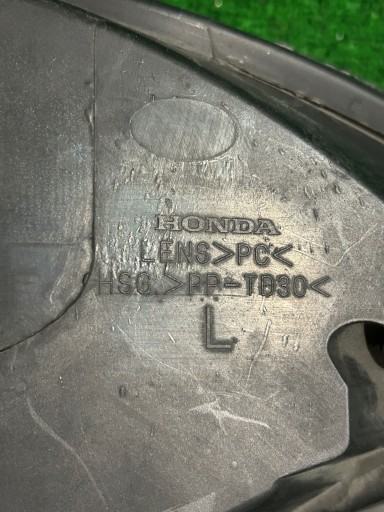 HONDA
LENS>PC<
HSG.>PP-TD30<
L